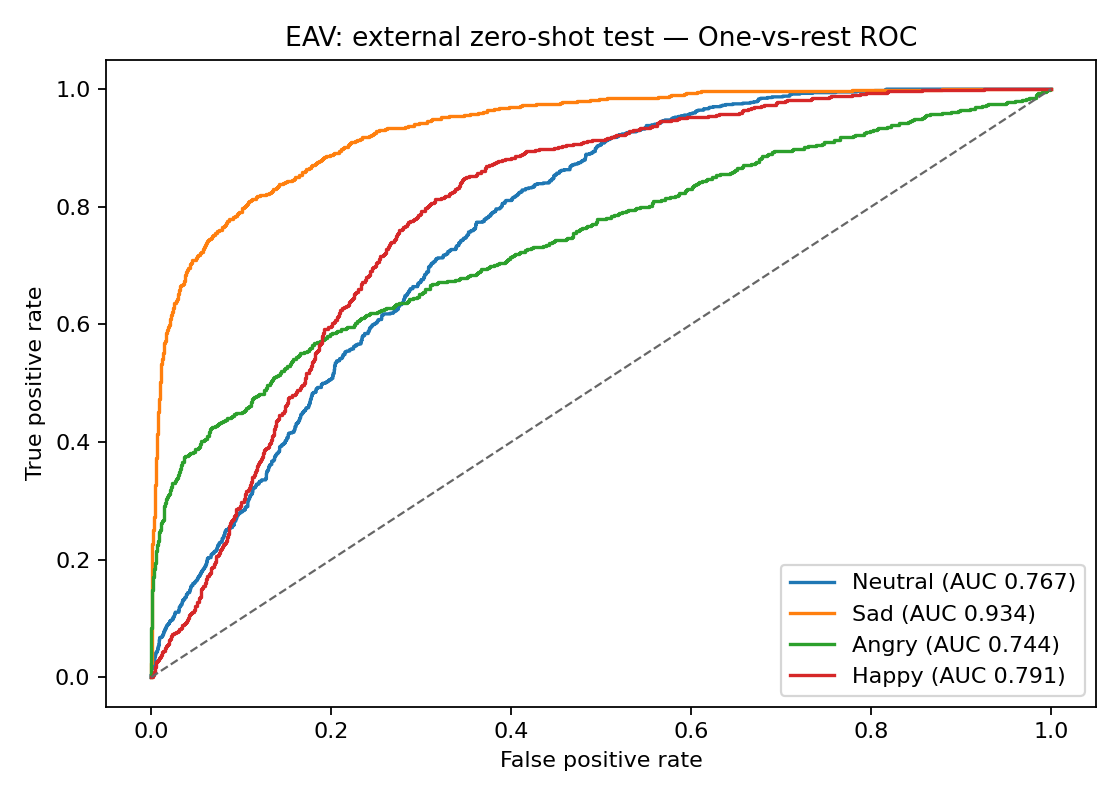 EAV: external zero-shot test — One-vs-rest ROC
True positive rate
1.0
0.8
0.6
0.4
0.2
0.0
Neutral (AUC 0.767)
Sad (AUC 0.934)
Angry (AUC 0.744)
Happy (AUC 0.791)
0.0 0.2 0.4 0.6 0.8 1.0
False positive rate